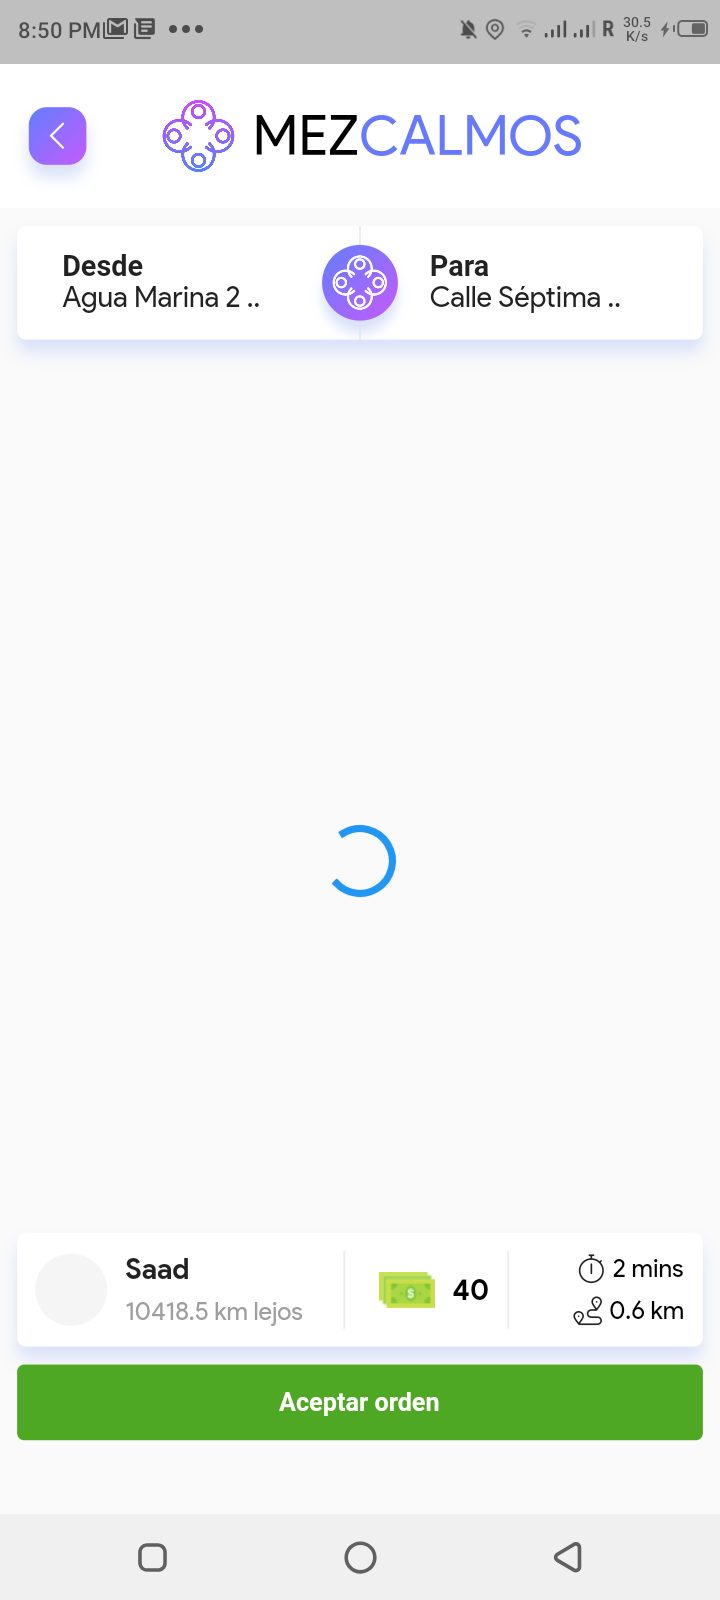 8:50 PM
R
30.5
K/s
MEZCALMOS
Desde
Agua Marina 2 ..
Para
Calle Séptima ..
Saad
10418.5 km lejos
$
40
2 mins
0.6 km
Aceptar orden